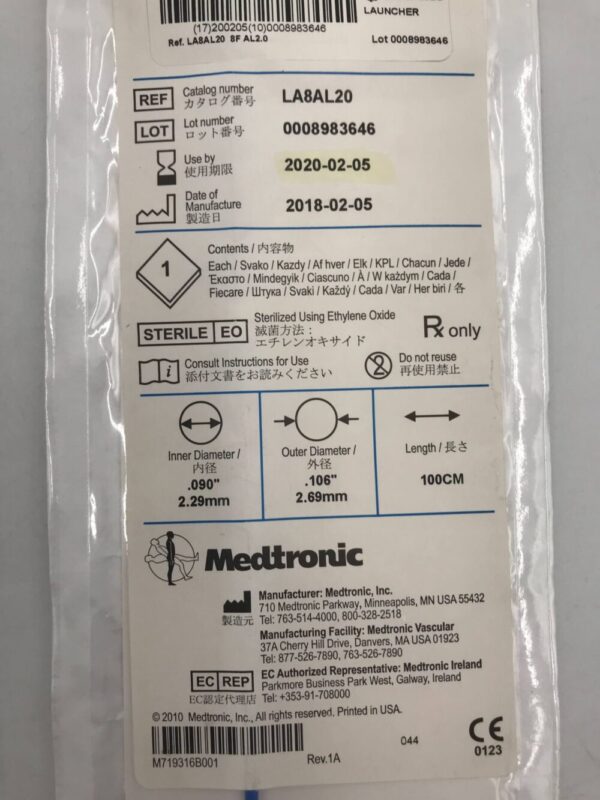 LAUNCHER
(17)200205(10)0008983646
Ref. LA8AL20 8F AL2.0
Lot 0008983646
REF Catalog number カタログ番号 LA8AL20
LOT Lot number ロット番号 0008983646
Use by 使用期限 2020-02-05
Date of Manufacture 製造日 2018-02-05
Contents / 内容物
1
Each / Svako / Kazdy / Af hver / Elk / KPL / Chacun / Jede /
Έκαστο / Mindegyik / Ciascuno / À / W każdym / Cada /
Fiecare / Штука / Svaki / Každý / Cada / Var / Her biri / 各
STERILE EO
Sterilized Using Ethylene Oxide
滅菌方法：
エチレンオキサイド
Rx only
i
Consult Instructions for Use
添付文書をお読みください
2
Do not reuse
再使用禁止
Inner Diameter /
内径
.090"
2.29mm
Outer Diameter /
外径
.106"
2.69mm
Length / 長さ
100CM
Medtronic
製造元
Manufacturer: Medtronic, Inc.
710 Medtronic Parkway, Minneapolis, MN USA 55432
Tel: 763-514-4000, 800-328-2518
Manufacturing Facility: Medtronic Vascular
37A Cherry Hill Drive, Danvers, MA USA 01923
Tel: 877-526-7890, 763-526-7890
EC REP
EC認定代理店
EC Authorized Representative: Medtronic Ireland
Parkmore Business Park West, Galway, Ireland
Tel: +353-91-708000
© 2010 Medtronic, Inc., All rights reserved. Printed in USA.
M719316B001
Rev.1A
044
CE
0123